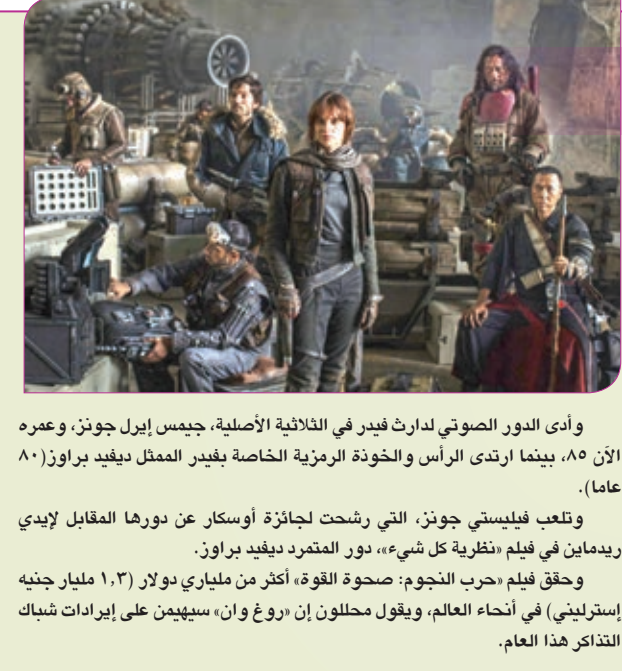 وأدى الدور الصوتي لدارث فيدر في الثلاثية الأصلية، جيمس إيرل جونز، وعمره
الآن ٨٥، بينما ارتدى الرأس والخوذة الرمزية الخاصة بفيدر الممثل ديفيد براوز(٨٠
عاما).
وتلعب فيليستي جونز، التي رشحت لجائزة أوسكار عن دورها المقابل لإيدي
ريدماين في فيلم «نظرية كل شيء»، دور المتمرد ديفيد براوز.
وحقق فيلم «حرب النجوم: صحوة القوة» أكثر من ملياري دولار (١,٣ مليار جنيه
إسترليني) في أنحاء العالم، ويقول محللون إن «روغ وان» سيهيمن على إيرادات شباك
التذاكر هذا العام.